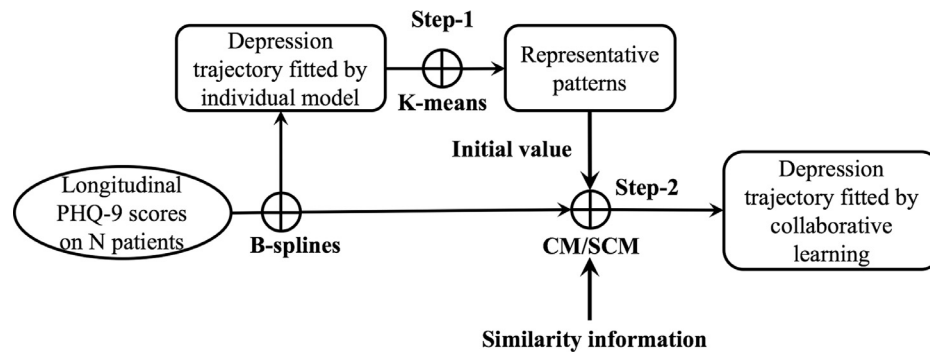 Step-1
Depression
trajectory fitted by
individual model
K-means
Representative
patterns
Initial value
Longitudinal
PHQ-9 scores
on N patients
B-splines
Step-2
CM/SCM
Depression
trajectory fitted by
collaborative
learning
Similarity information